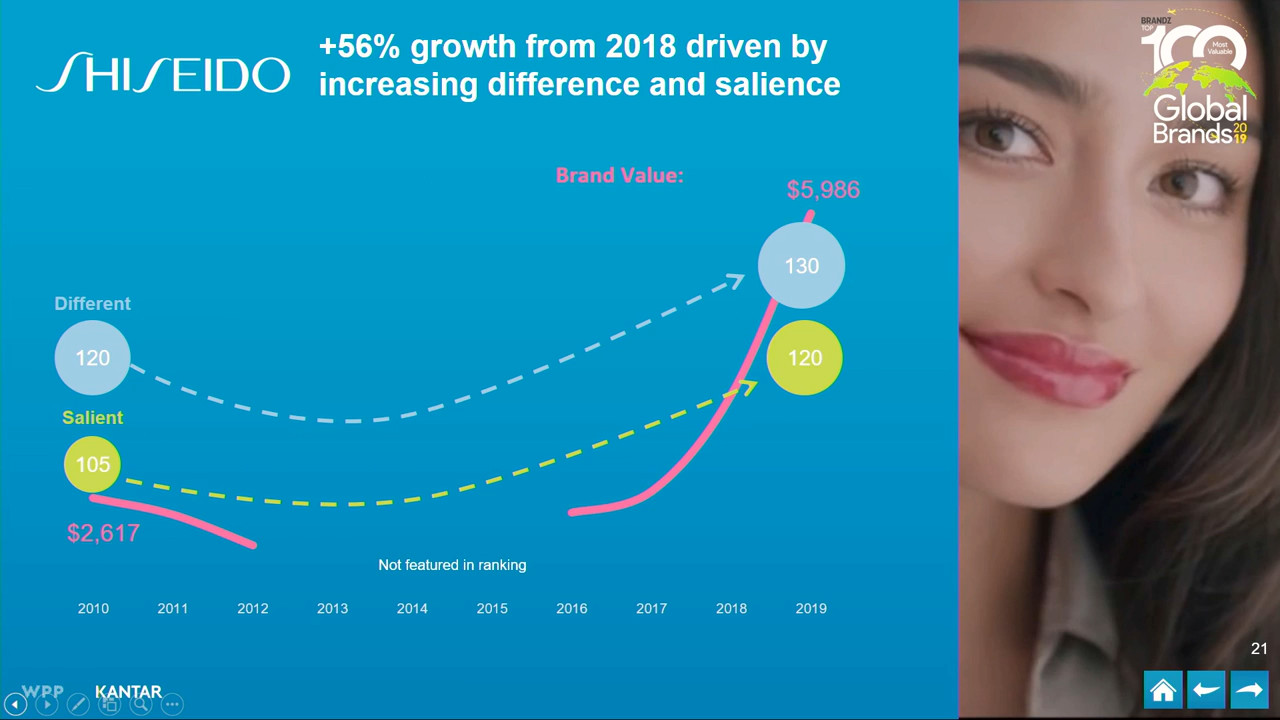 SHISEIDO
+56% growth from 2018 driven by
increasing difference and salience
BRANDZ
TOP
100
Most
Valuable
Global
Brands
20
19
Brand Value:
$5,986
130
Different
120
120
Salient
105
$2,617
Not featured in ranking
2010 2011 2012 2013 2014 2015 2016 2017 2018 2019
21
WPP KANTAR